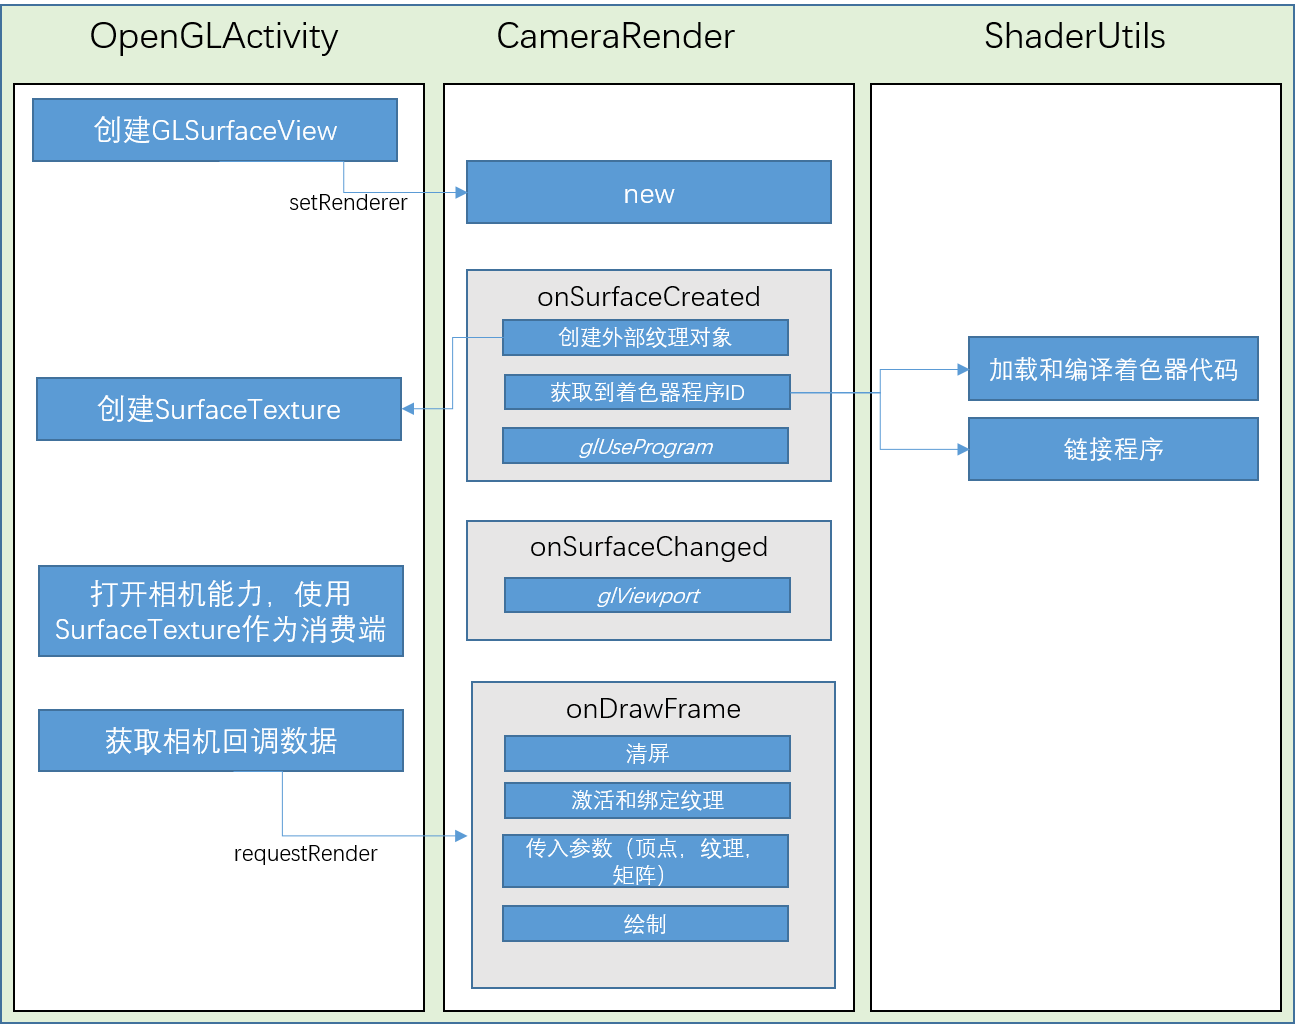 OpenGLActivity
CameraRender
ShaderUtils
创建GLSurfaceView
setRenderer
new
onSurfaceCreated
创建外部纹理对象
获取到着色器程序ID
glUseProgram
创建SurfaceTexture
加载和编译着色器代码
链接程序
onSurfaceChanged
glViewport
打开相机能力，使用
SurfaceTexture作为消费端
获取相机回调数据
requestRender
onDrawFrame
清屏
激活和绑定纹理
传入参数（顶点，纹理，
矩阵）
绘制